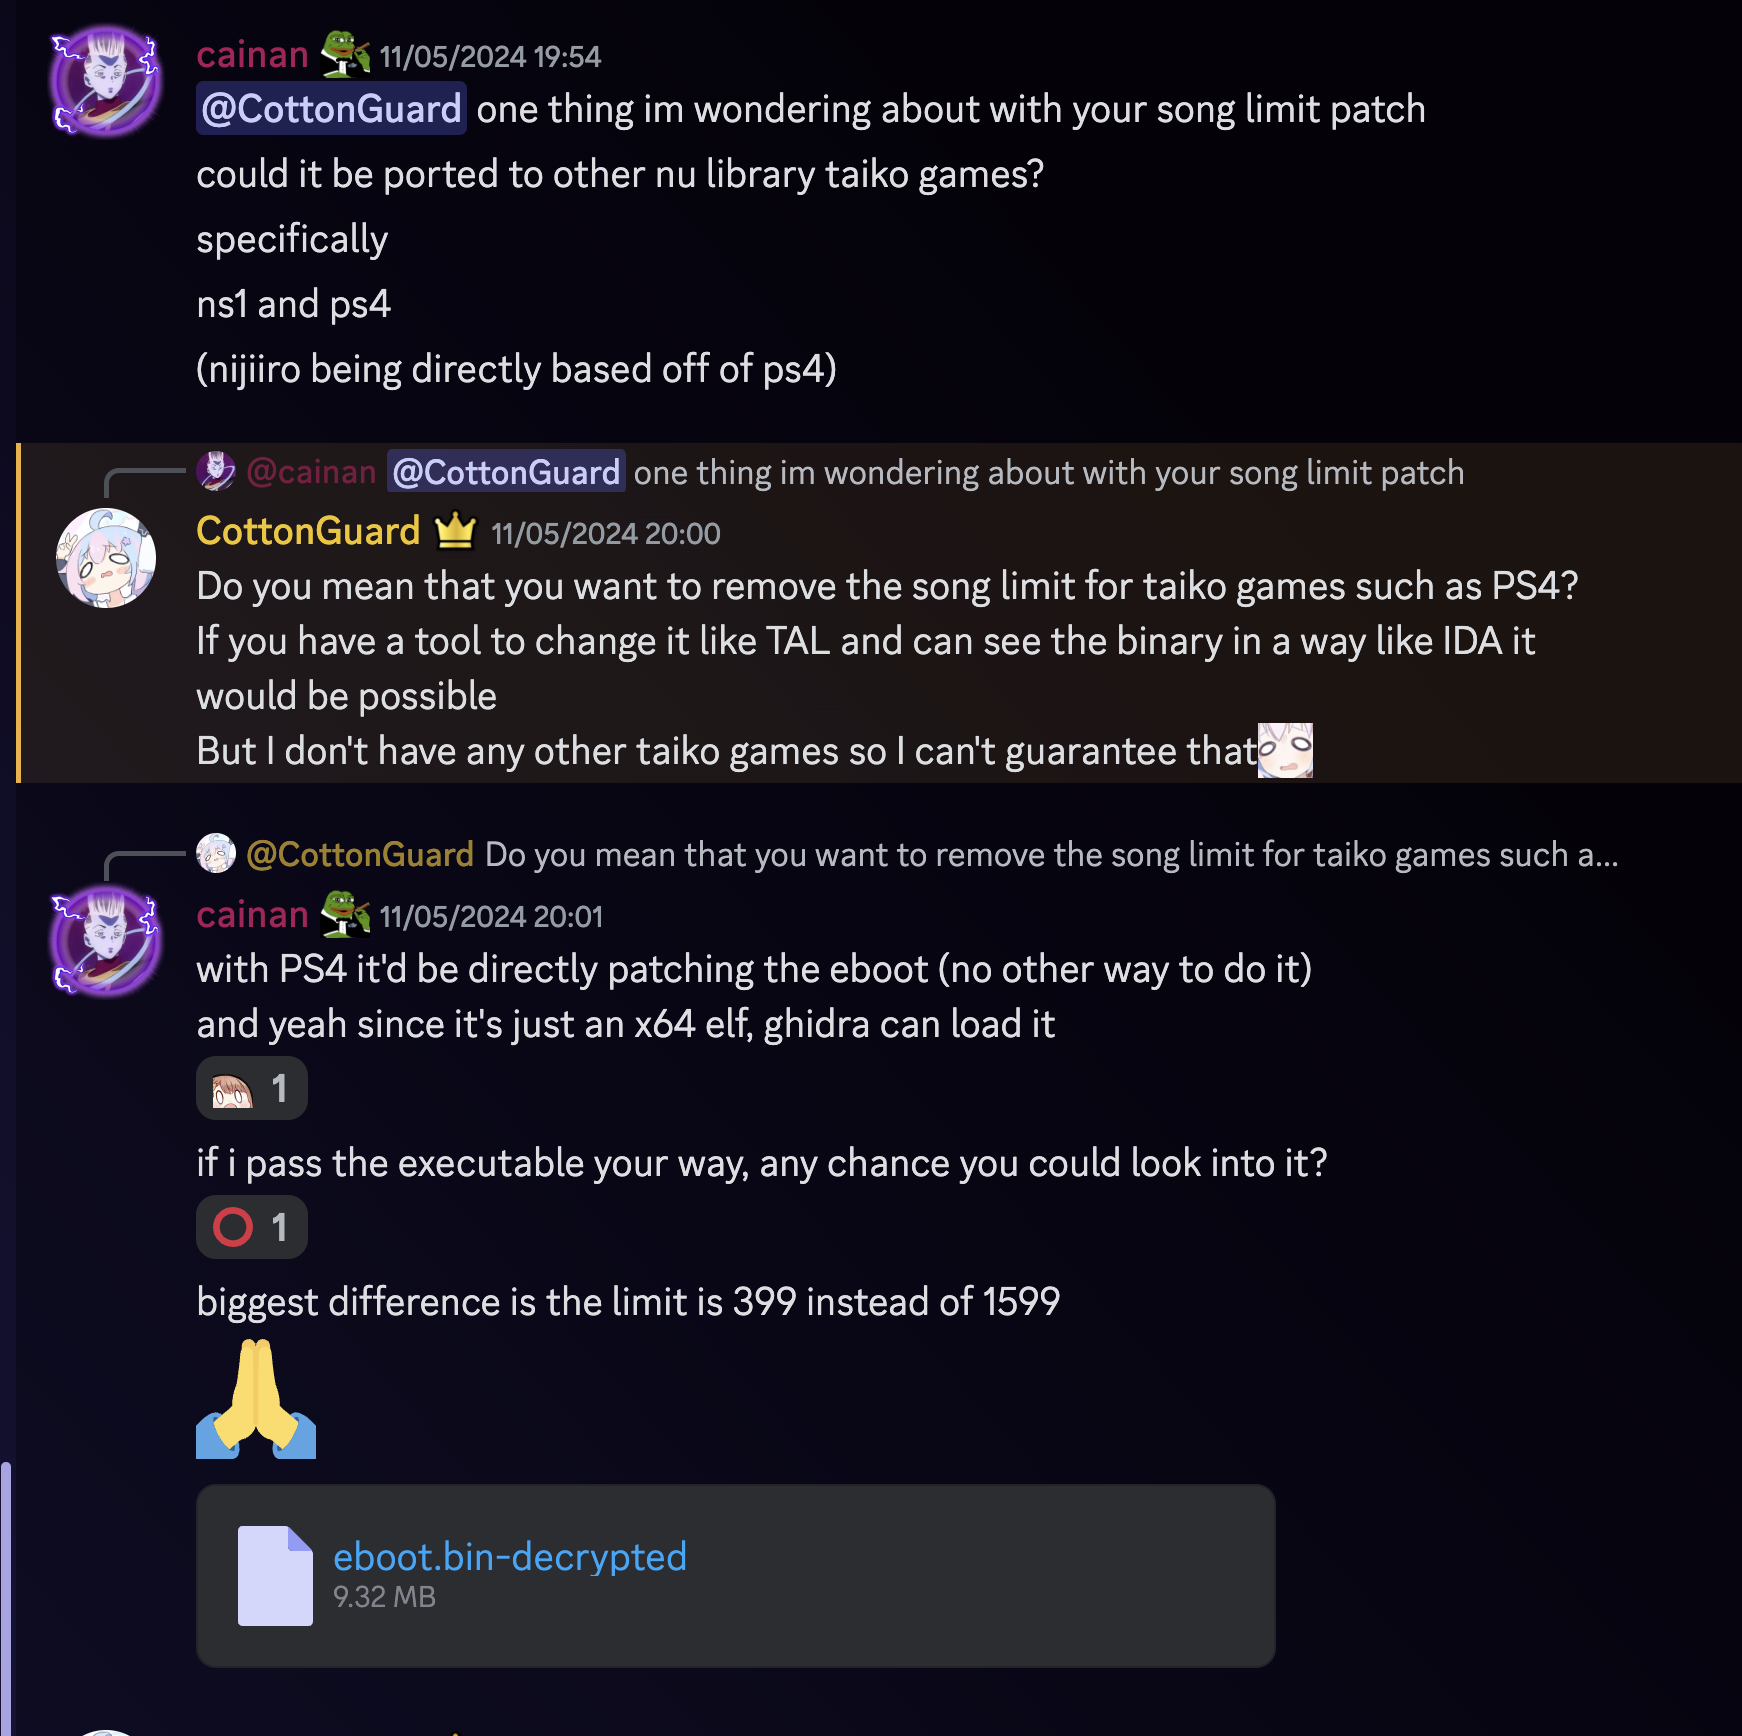 cainan 11/05/2024 19:54
@CottonGuard one thing im wondering about with your song limit patch
could it be ported to other nu library taiko games?
specifically
ns1 and ps4
(nijiiro being directly based off of ps4)
@cainan @CottonGuard one thing im wondering about with your song limit patch
CottonGuard 11/05/2024 20:00
Do you mean that you want to remove the song limit for taiko games such as PS4?
If you have a tool to change it like TAL and can see the binary in a way like IDA it
would be possible
But I don't have any other taiko games so I can't guarantee that
@CottonGuard Do you mean that you want to remove the song limit for taiko games such a...
cainan 11/05/2024 20:01
with PS4 it'd be directly patching the eboot (no other way to do it)
and yeah since it's just an x64 elf, ghidra can load it
1
if i pass the executable your way, any chance you could look into it?
1
biggest difference is the limit is 399 instead of 1599
eboot.bin-decrypted
9.32 MB